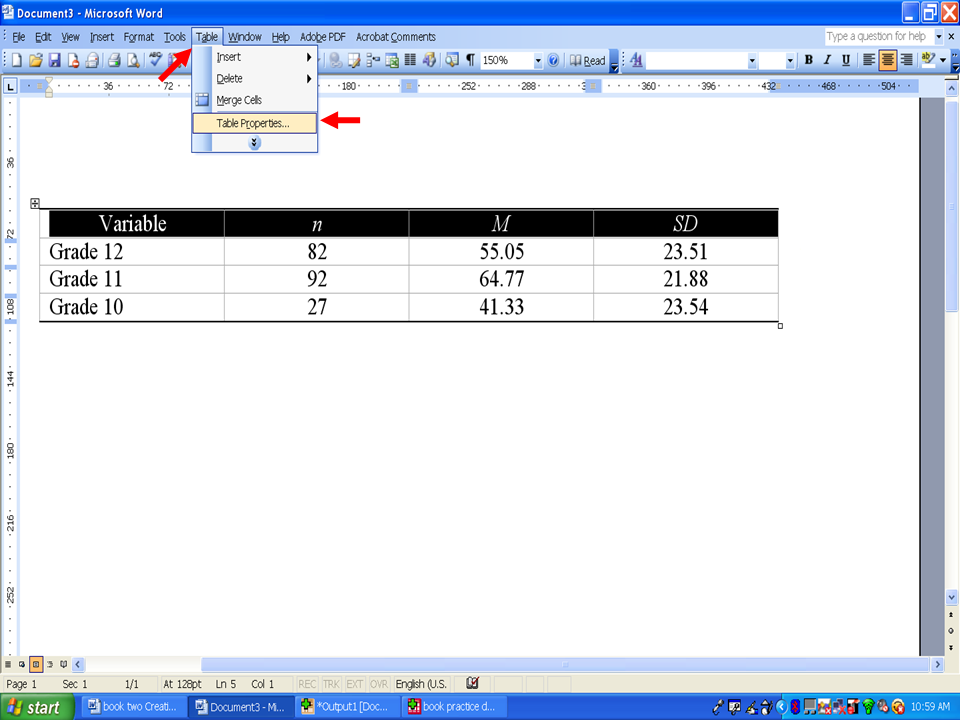 Document3 - Microsoft Word
File Edit View Insert Format Tools Table Window Help Adobe PDF Acrobat Comments Type a question for help
150% Read B I U
Insert
Delete
Merge Cells
Table Properties...
L 36 72 180 252 288 360 396 432 468 504
36
72
108
144
180
216
252
Variable n M SD
Grade 12 82 55.05 23.51
Grade 11 92 64.77 21.88
Grade 10 27 41.33 23.54
Page 1 Sec 1 1/1 At 128pt Ln 5 Col 1 REC TRK EXT OVR English (U.S.
start book two Creati... Document3 - Mi... *Output1 [Doc... book practice d... 10:59 AM